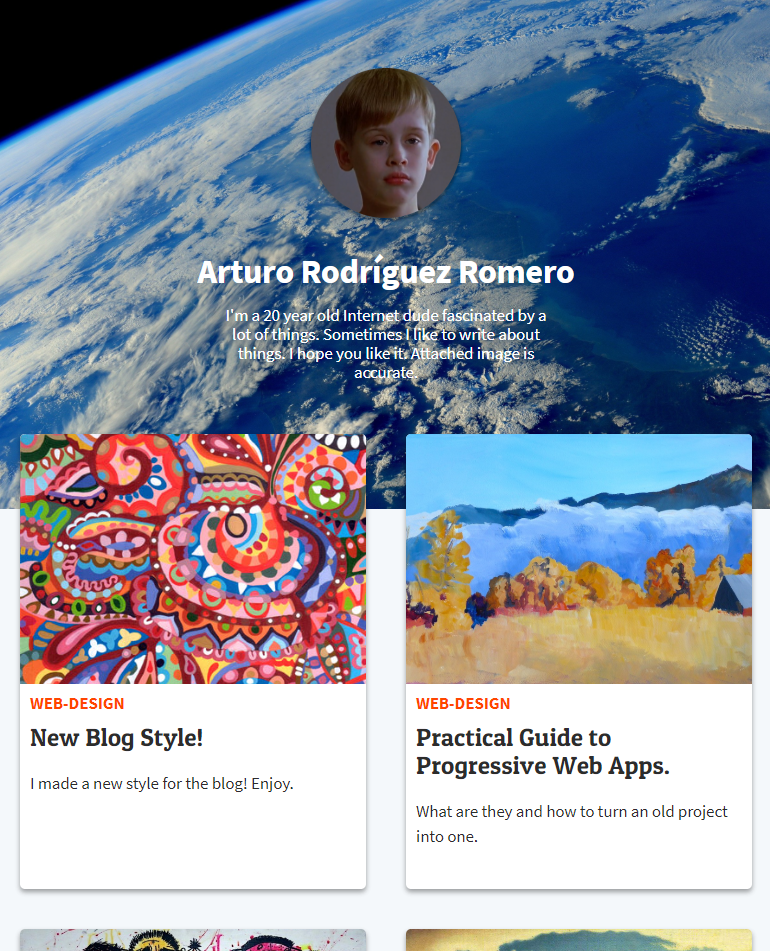 Arturo Rodríguez Romero
I'm a 20 year old Internet dude fascinated by a
lot of things. Sometimes I like to write about
things. I hope you like it. Attached image is
accurate.
WEB-DESIGN
New Blog Style!
I made a new style for the blog! Enjoy.
WEB-DESIGN
Practical Guide to
Progressive Web Apps.
What are they and how to turn an old project
into one.